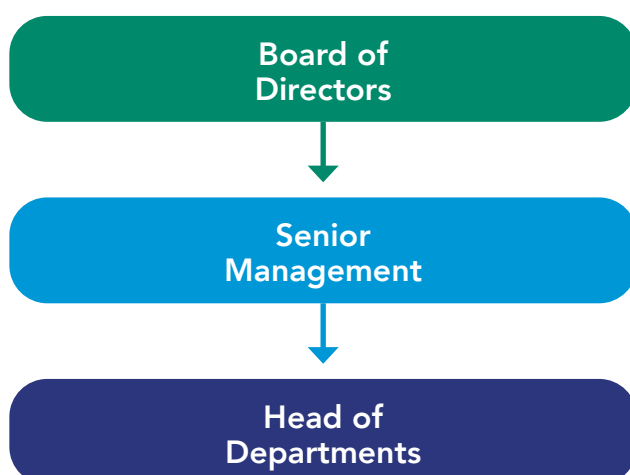 Board of
Directors
Senior
Management
Head of
Departments